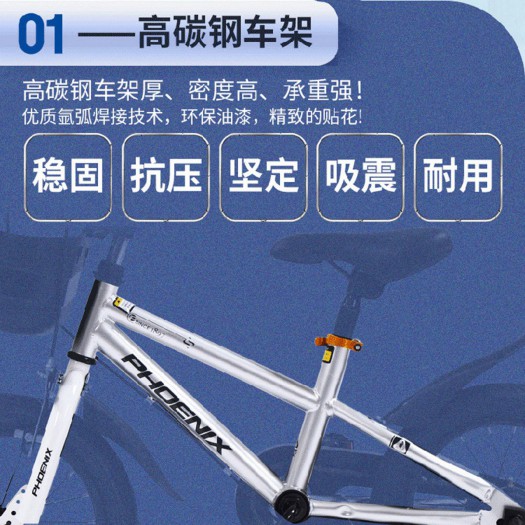 01——高碳钢车架
高碳钢车架厚、密度高、承重强！
优质氩弧焊接技术，环保油漆，精致的贴花！
稳固 抗压 坚定 吸震 耐用
PHOENIX
PHOENIX